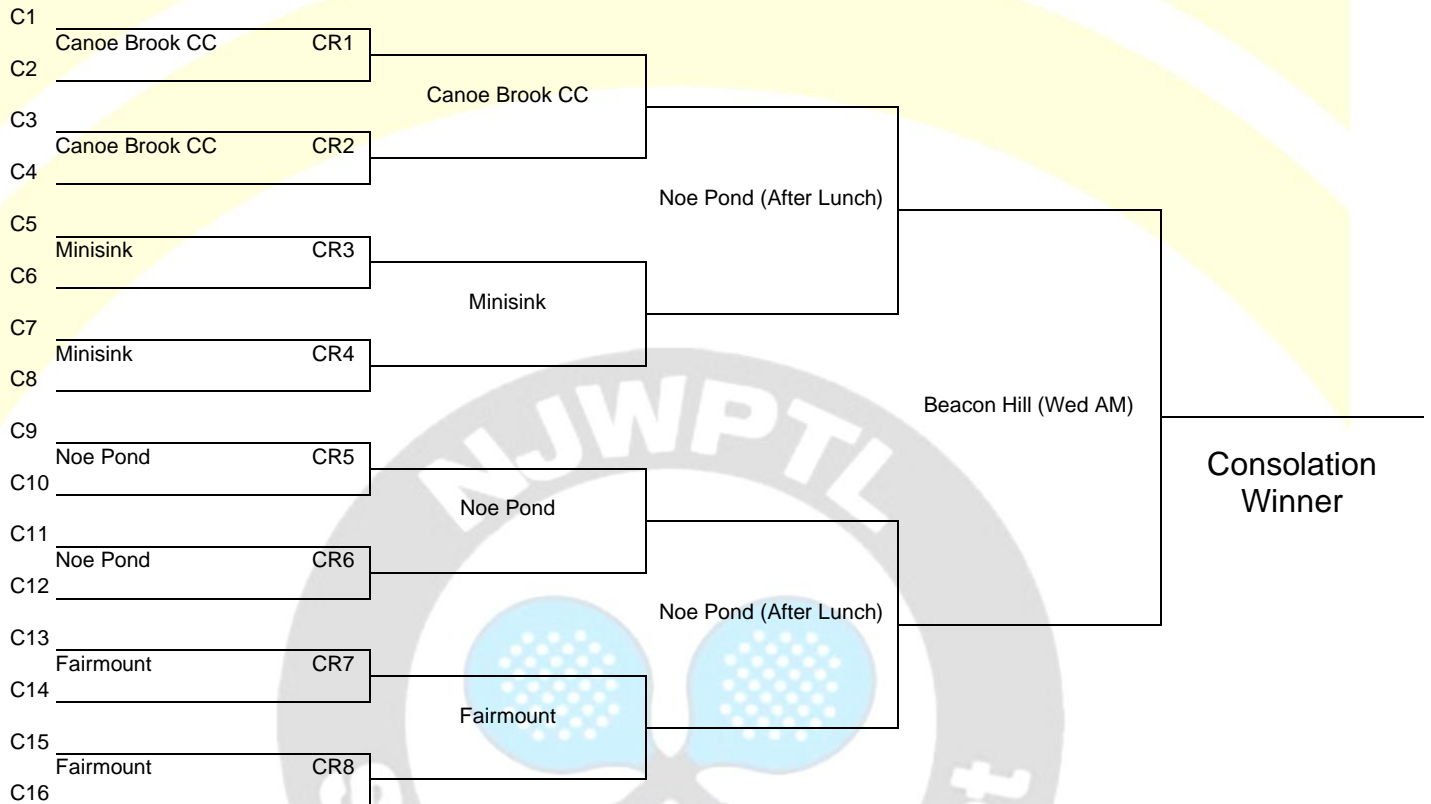 C1
Canoe Brook CC CR1
C2
Canoe Brook CC
C3
Canoe Brook CC CR2
C4
Noe Pond (After Lunch)
C5
Minisink CR3
C6
Minisink
C7
Minisink CR4
C8
Beacon Hill (Wed AM)
C9
Noe Pond CR5
C10
Consolation
Winner
Noe Pond
C11
Noe Pond CR6
C12
Noe Pond (After Lunch)
C13
Fairmount CR7
C14
Fairmount
C15
Fairmount CR8
C16
NJWPTL